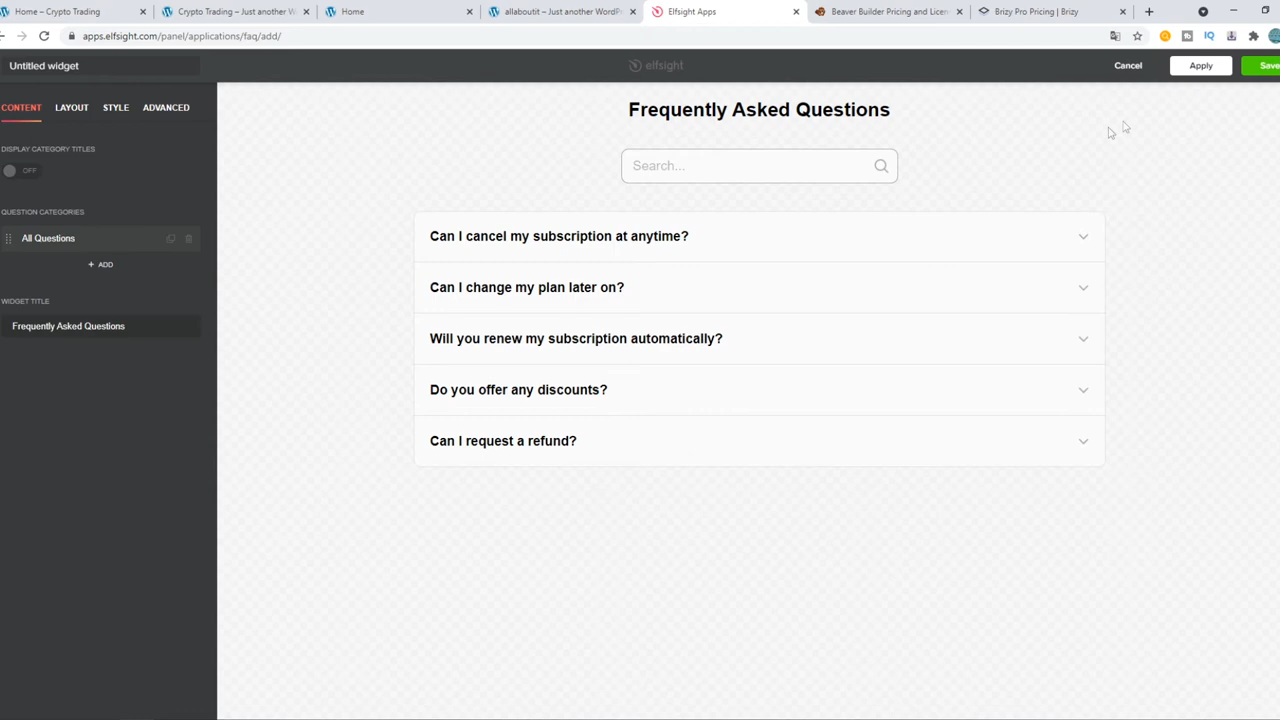 Home – Crypto Trading
Crypto Trading – Just another W
Home
allaboutit – Just another WordP
Elfsight Apps
Beaver Builder Pricing and Licen
Brizy Pro Pricing | Brizy
apps.elfsight.com/panel/applications/faq/add/
IQ
Untitled widget
elfsight
Cancel
Apply
Save
CONTENT
LAYOUT
STYLE
ADVANCED
DISPLAY CATEGORY TITLES
OFF
QUESTION CATEGORIES
All Questions
+ ADD
WIDGET TITLE
Frequently Asked Questions
Frequently Asked Questions
Search...
Can I cancel my subscription at anytime?
Can I change my plan later on?
Will you renew my subscription automatically?
Do you offer any discounts?
Can I request a refund?